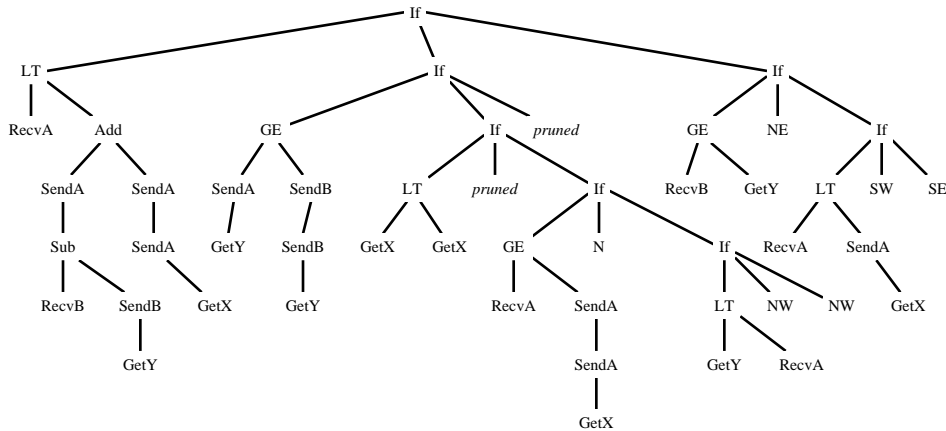 If
LT If If
RecvA Add GE If pruned GE NE If
SendA SendA SendA SendB LT pruned If RecvB GetY LT SW SE
Sub SendA GetY SendB GetX GetX GE N If RecvA SendA
RecvB SendB GetX GetY RecvA SendA LT NW NW GetX
GetY SendA GetY RecvA
GetX